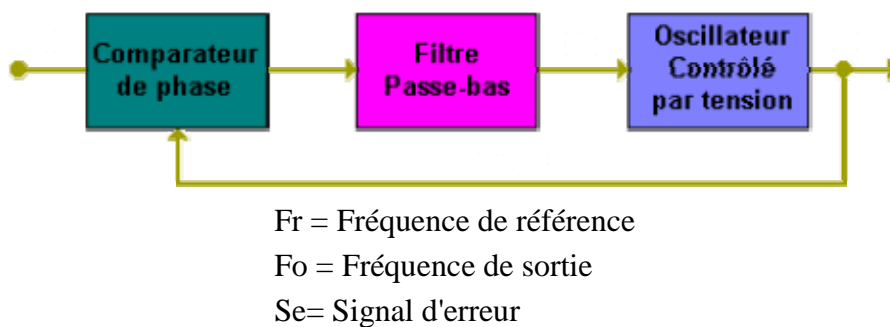 Comparateur
de phase
Filtre
Passe-bas
Oscillateur
Contrôlé
par tension
Fr = Fréquence de référence
Fo = Fréquence de sortie
Se= Signal d'erreur